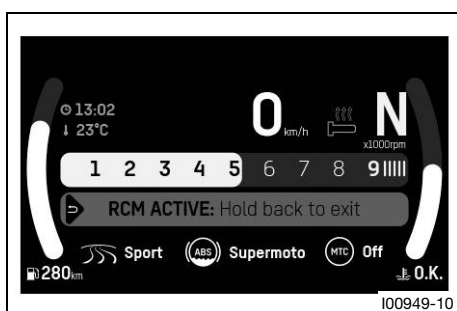 13:02
23°C
0 km/h
N
x1000rpm
1 2 3 4 5 6 7 8 9
RCM ACTIVE: Hold back to exit
Sport (ABS) Supermoto MTC Off
280km
O.K.
I00949-10